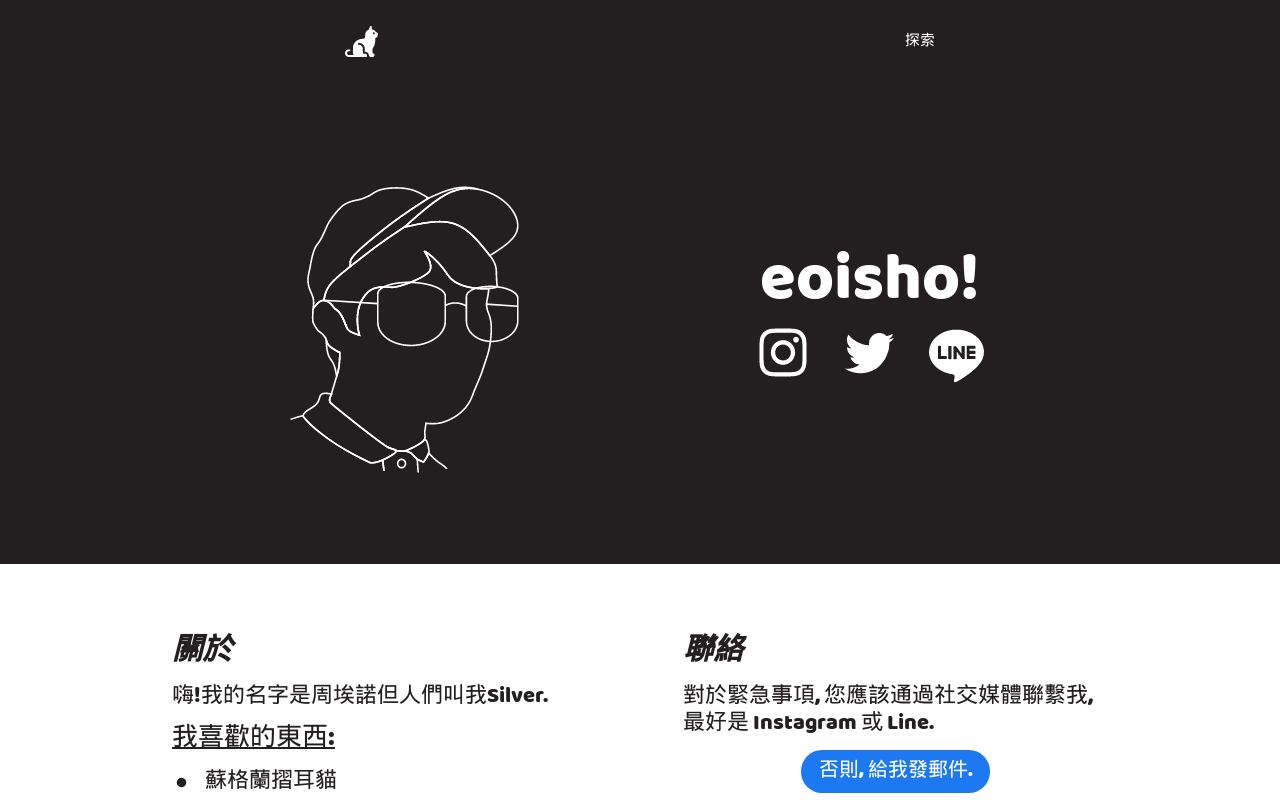 探索
eoisho!
LINE
關於
嗨!我的名字是周埃諾但人們叫我Silver.
我喜歡的東西:
蘇格蘭摺耳貓
聯絡
對於緊急事項, 您應該通過社交媒體聯繫我,
最好是 Instagram 或 Line.
否則, 給我發郵件.